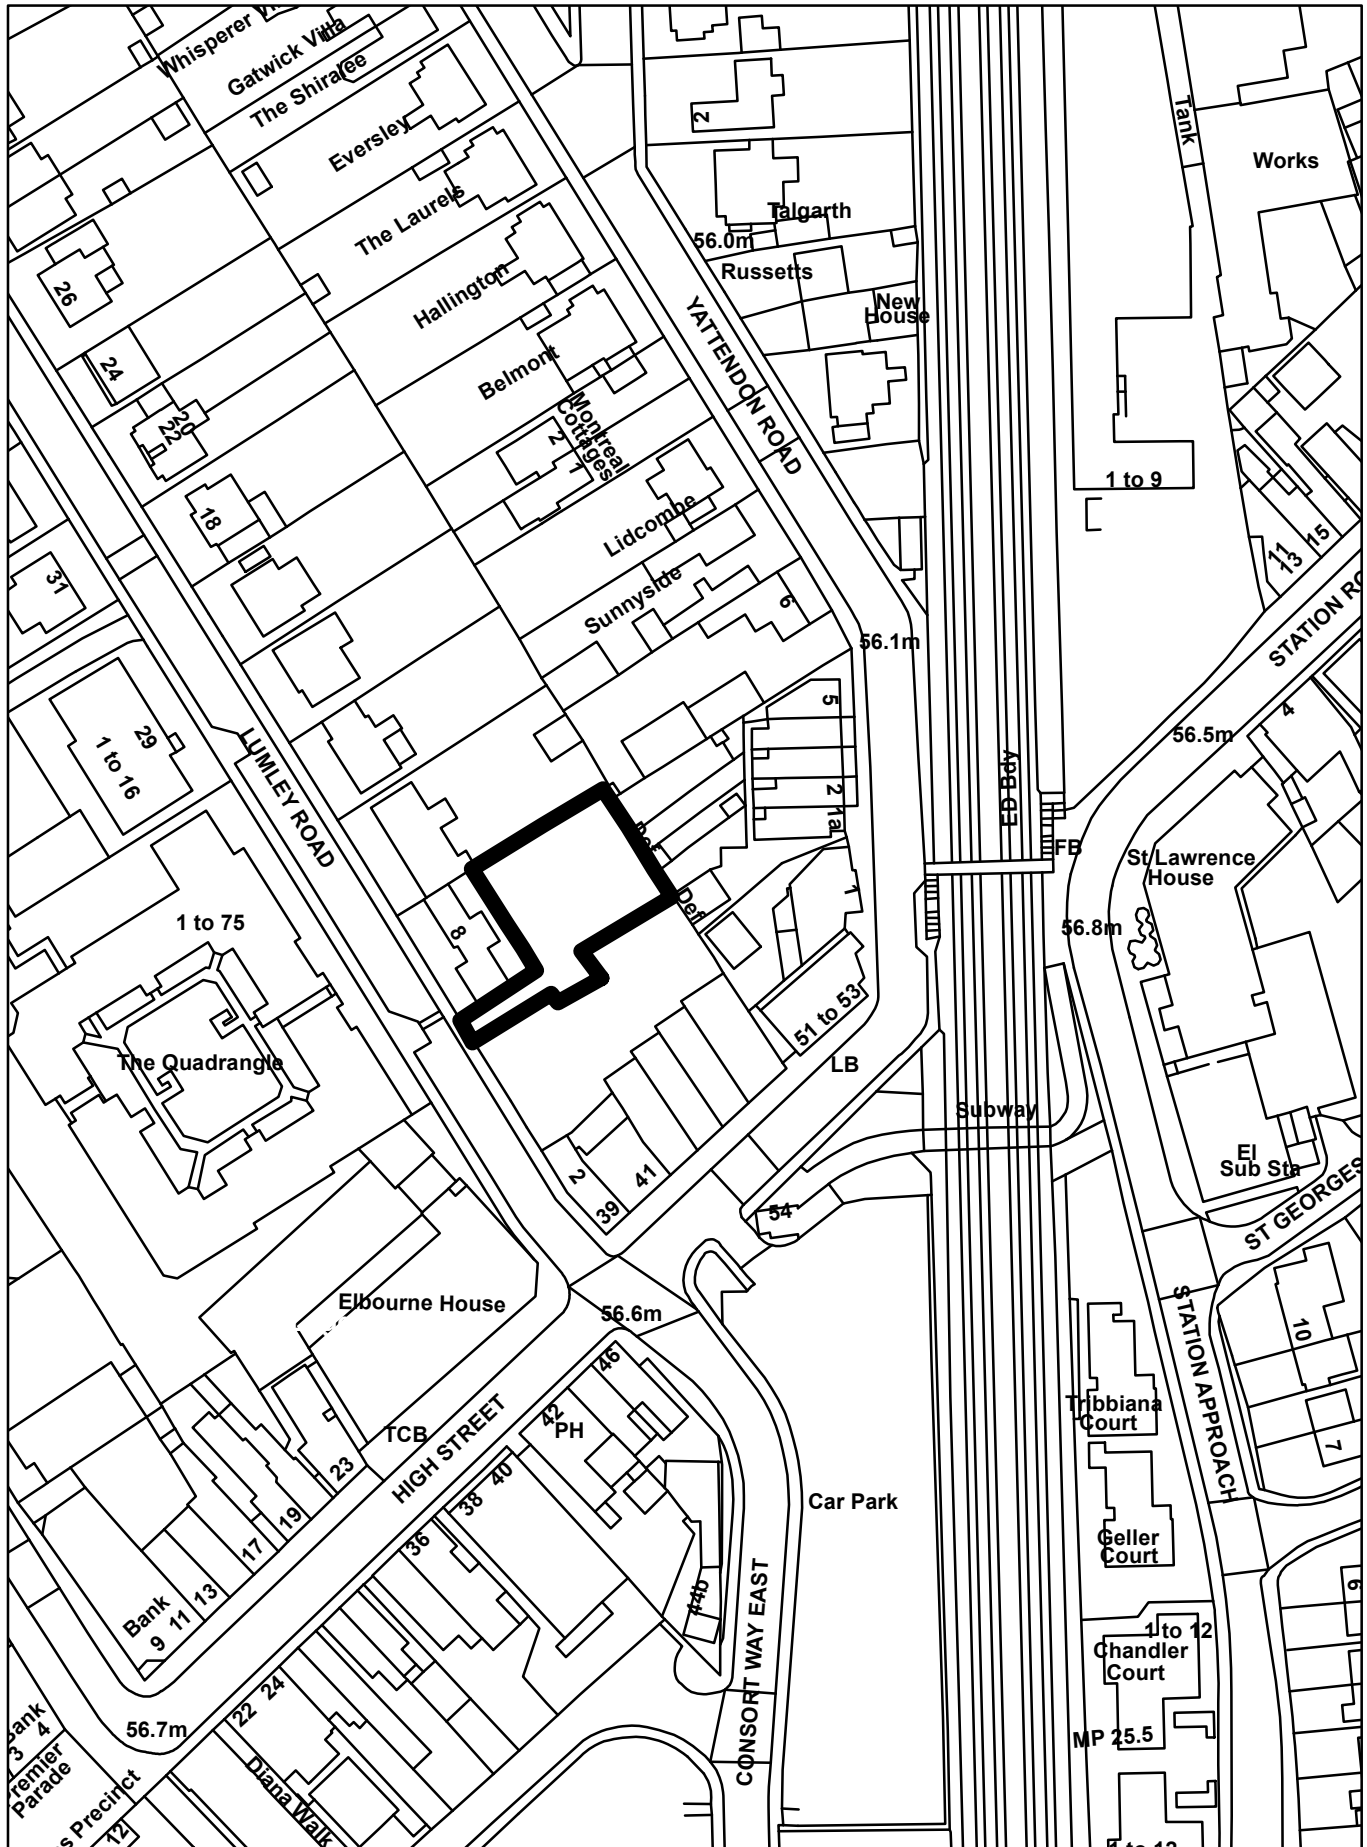 Whisperer
Gatwick Villa
The Shiralee
Eversley
The Laurels
Hallington
Belmont
Montreal
Cottages
2
1
Lidcombe
Sunnyside
6
2
Talgarth
56.0m
Russetts
New
House
YATTENDON ROAD
Tank
Works
1 to 9
11
13
15
STATION RO
26
24
22
20
18
31
29
1 to 16
LUMLEY ROAD
56.1m
5
2
1a
1
Def
8
ED Bdy
FB
56.5m
4
St Lawrence
House
56.8m
1 to 75
The Quadrangle
51 to 53
LB
Subway
El
Sub Sta
ST GEORGES
2
39
41
54
Elbourne House
56.6m
STATION APPROACH
10
7
46
42
PH
TCB
HIGH STREET
40
38
36
23
19
17
13
11
9
Bank
Car Park
Tribbiana
Court
Geller
Court
44b
CONSORT WAY EAST
1 to 12
Chandler
Court
MP 25.5
6
56.7m
22
24
Diana Walk
Bank
4
3
remier
Parade
s Precinct
12
1 to 12